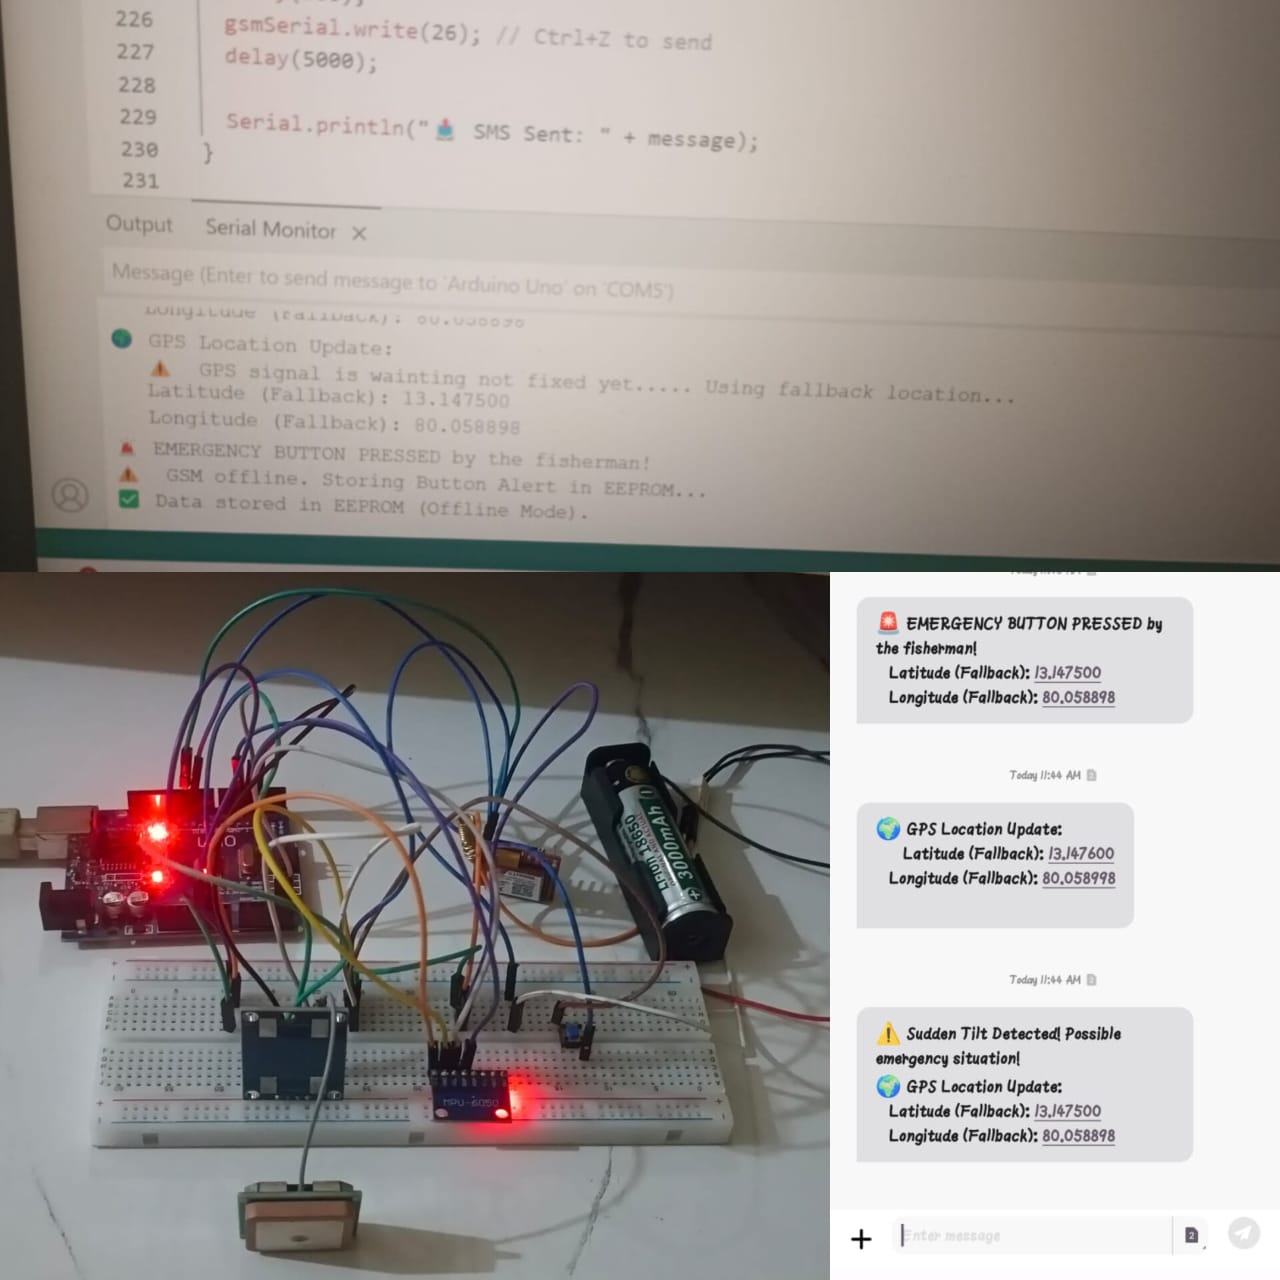 226 gsmSerial.write(26); // Ctrl+Z to send
227 delay(5000);
228
229 Serial.println("📤 SMS Sent: " + message);
230 }
231
Output Serial Monitor ×
Message (Enter to send message to 'Arduino Uno' on 'COM5')
Longitude (Fallback): 80.058898
🌍 GPS Location Update:
⚠️ GPS signal is wainting not fixed yet..... Using fallback location...
Latitude (Fallback): 13.147500
Longitude (Fallback): 80.058898
🚨 EMERGENCY BUTTON PRESSED by the fisherman!
⚠️ GSM offline. Storing Button Alert in EEPROM...
✅ Data stored in EEPROM (Offline Mode).
UNO
LiIon 18650
3000mAh
+
MPU-6050
🚨 EMERGENCY BUTTON PRESSED by
the fisherman!
Latitude (Fallback): 13.147500
Longitude (Fallback): 80.058898
Today 11:44 AM 2
🌍 GPS Location Update:
Latitude (Fallback): 13.147600
Longitude (Fallback): 80.058998
Today 11:44 AM 2
⚠️ Sudden Tilt Detected! Possible
emergency situation!
🌍 GPS Location Update:
Latitude (Fallback): 13.147500
Longitude (Fallback): 80.058898
Enter message
2